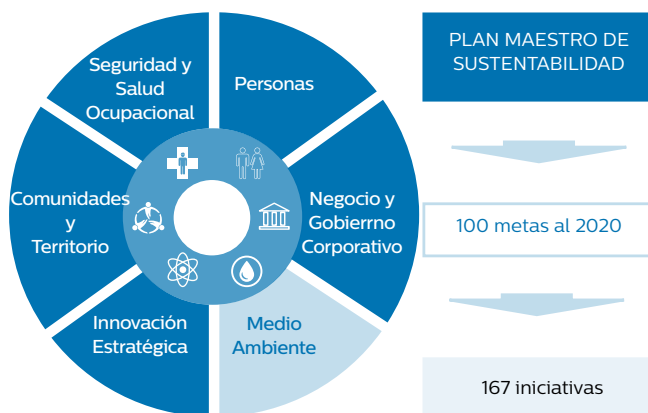 Seguridad y
Salud
Ocupacional
Personas
Comunidades
y
Territorio
Negocio y
Gobierrno
Corporativo
Innovación
Estratégica
Medio
Ambiente
PLAN MAESTRO DE
SUSTENTABILIDAD
100 metas al 2020
167 iniciativas